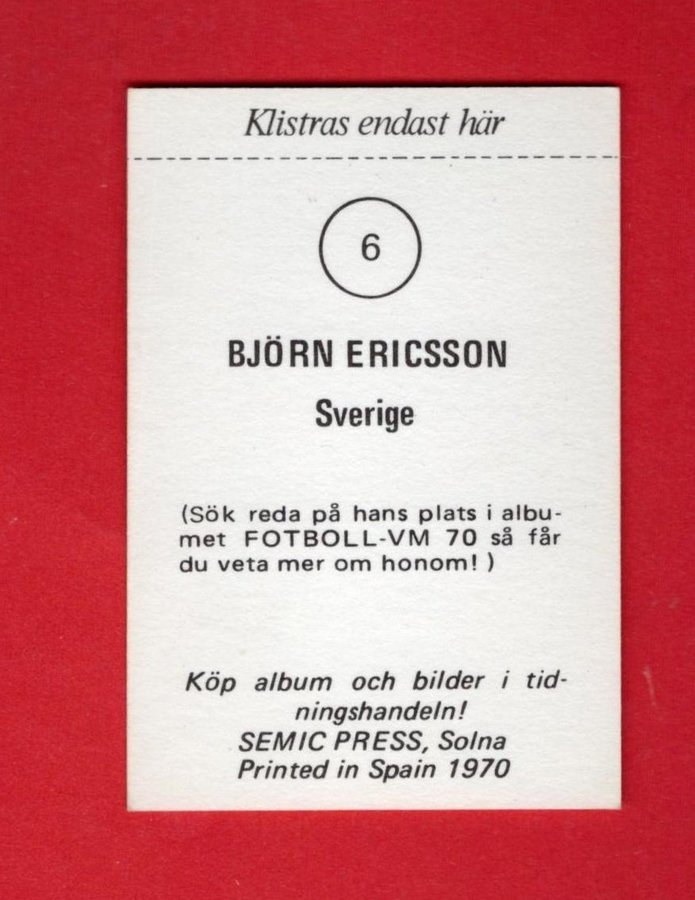 Klistras endast här
6
BJÖRN ERICSSON
Sverige
(Sök reda på hans plats i albu-
met FOTBOLL-VM 70 så får
du veta mer om honom! )
Köp album och bilder i tid-
ningshandeln!
SEMIC PRESS, Solna
Printed in Spain 1970